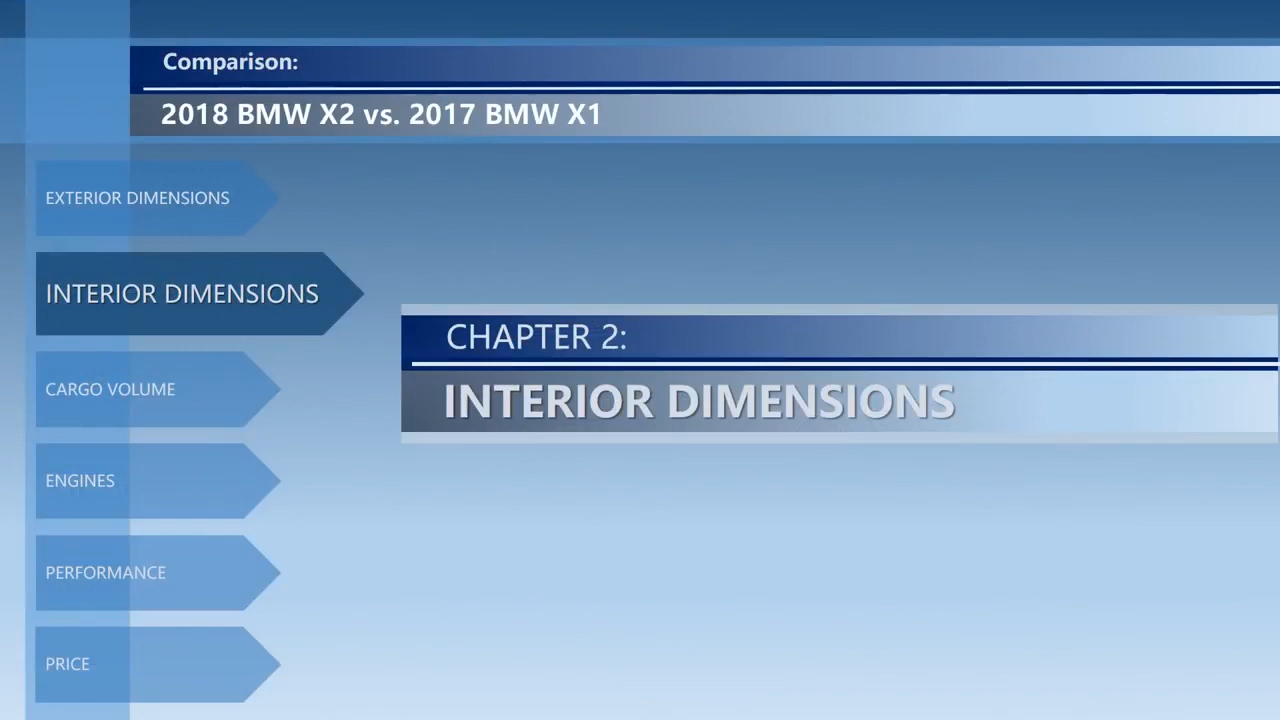 Comparison:
2018 BMW X2 vs. 2017 BMW X1
EXTERIOR DIMENSIONS
INTERIOR DIMENSIONS
CARGO VOLUME
ENGINES
PERFORMANCE
PRICE
CHAPTER 2:
INTERIOR DIMENSIONS